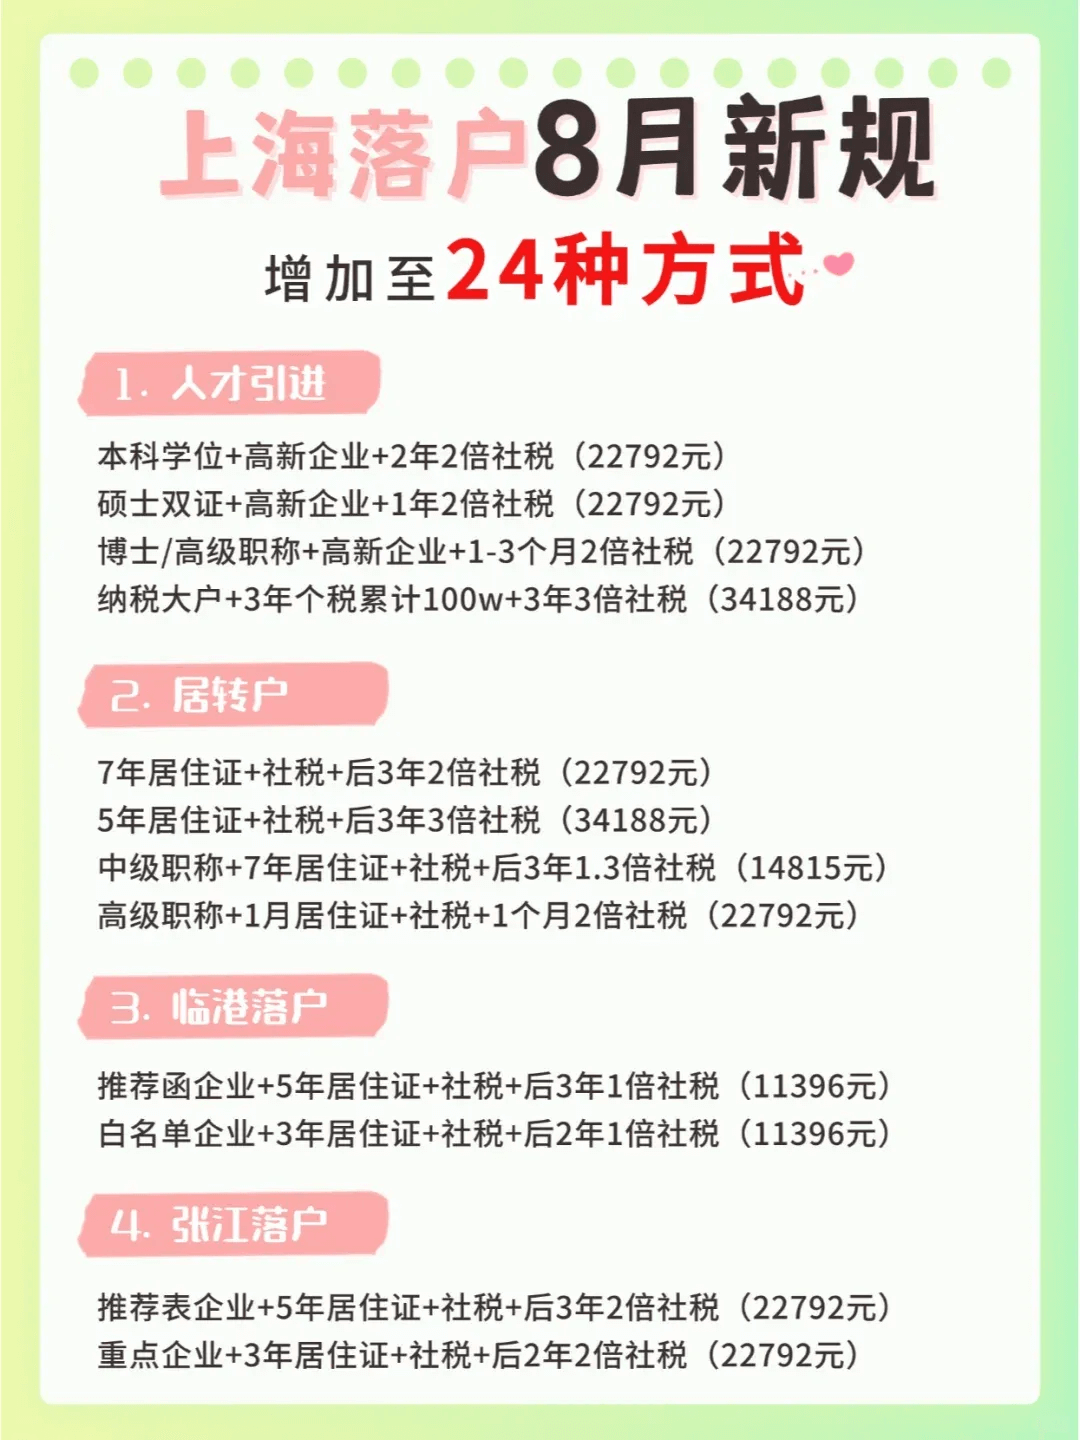 上海落户8月新规
增加至24种方式
1. 人才引进
本科学位+高新企业+2年2倍社税（22792元）
硕士双证+高新企业+1年2倍社税（22792元）
博士/高级职称+高新企业+1-3个月2倍社税（22792元）
纳税大户+3年个税累计100w+3年3倍社税（34188元）
2. 居转户
7年居住证+社税+后3年2倍社税（22792元）
5年居住证+社税+后3年3倍社税（34188元）
中级职称+7年居住证+社税+后3年1.3倍社税（14815元）
高级职称+1月居住证+社税+1个月2倍社税（22792元）
3. 临港落户
推荐函企业+5年居住证+社税+后3年1倍社税（11396元）
白名单企业+3年居住证+社税+后2年1倍社税（11396元）
4. 张江落户
推荐表企业+5年居住证+社税+后3年2倍社税（22792元）
重点企业+3年居住证+社税+后2年2倍社税（22792元）